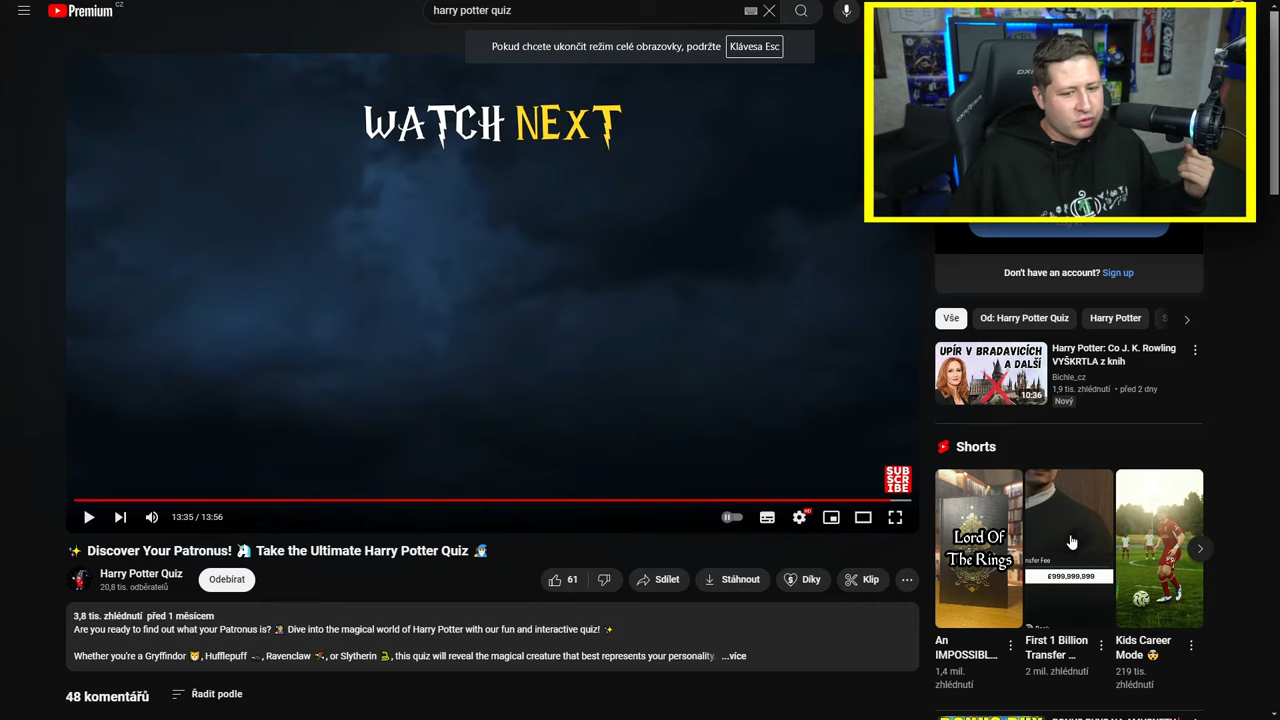 Premium CZ
harry potter quiz
Pokud chcete ukončit režim celé obrazovky, podržte Klávesa Esc
WATCH NEXT
DXR
Don't have an account? Sign up
Vše
Od: Harry Potter Quiz
Harry Potter
UPÍR V BRADAVICÍCH
A DALŠÍ
10:36
Harry Potter: Co J. K. Rowling
VYŠKRTLA z knih
Bichle_cz
1,9 tis. zhlédnutí • před 2 dny
Nový
Shorts
Lord Of
The Rings
nsfer Fee
£999,999,999
An
IMPOSSIBL...
1,4 mil.
zhlédnutí
First 1 Billion
Transfer ...
2 mil. zhlédnutí
Kids Career
Mode 🤯
219 tis.
zhlédnutí
SUB
SCR
IBE
13:35 / 13:56
HD
✨ Discover Your Patronus! 🦄 Take the Ultimate Harry Potter Quiz 🧙‍♂️
Harry Potter Quiz
20,8 tis. odběratelů
Odebírat
61
Sdílet
Stáhnout
Díky
Klip
3,8 tis. zhlédnutí před 1 měsícem
Are you ready to find out what your Patronus is? 🧙‍♀️ Dive into the magical world of Harry Potter with our fun and interactive quiz! ✨
Whether you're a Gryffindor 🦁, Hufflepuff 🦡, Ravenclaw 🦅, or Slytherin 🐍, this quiz will reveal the magical creature that best represents your personality. ...více
48 komentářů
Řadit podle